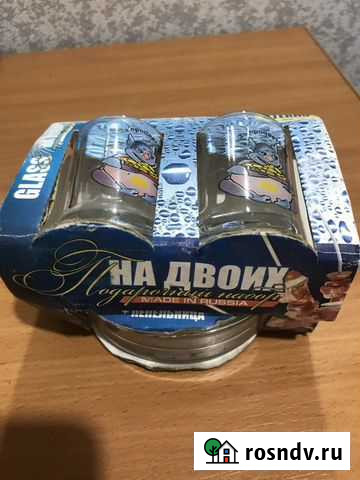 GLASS
НА ДВОИХ
Подарочный набор
MADE IN RUSSIA
+ ПЕПЕЛЬНИЦА
rosndv.ru